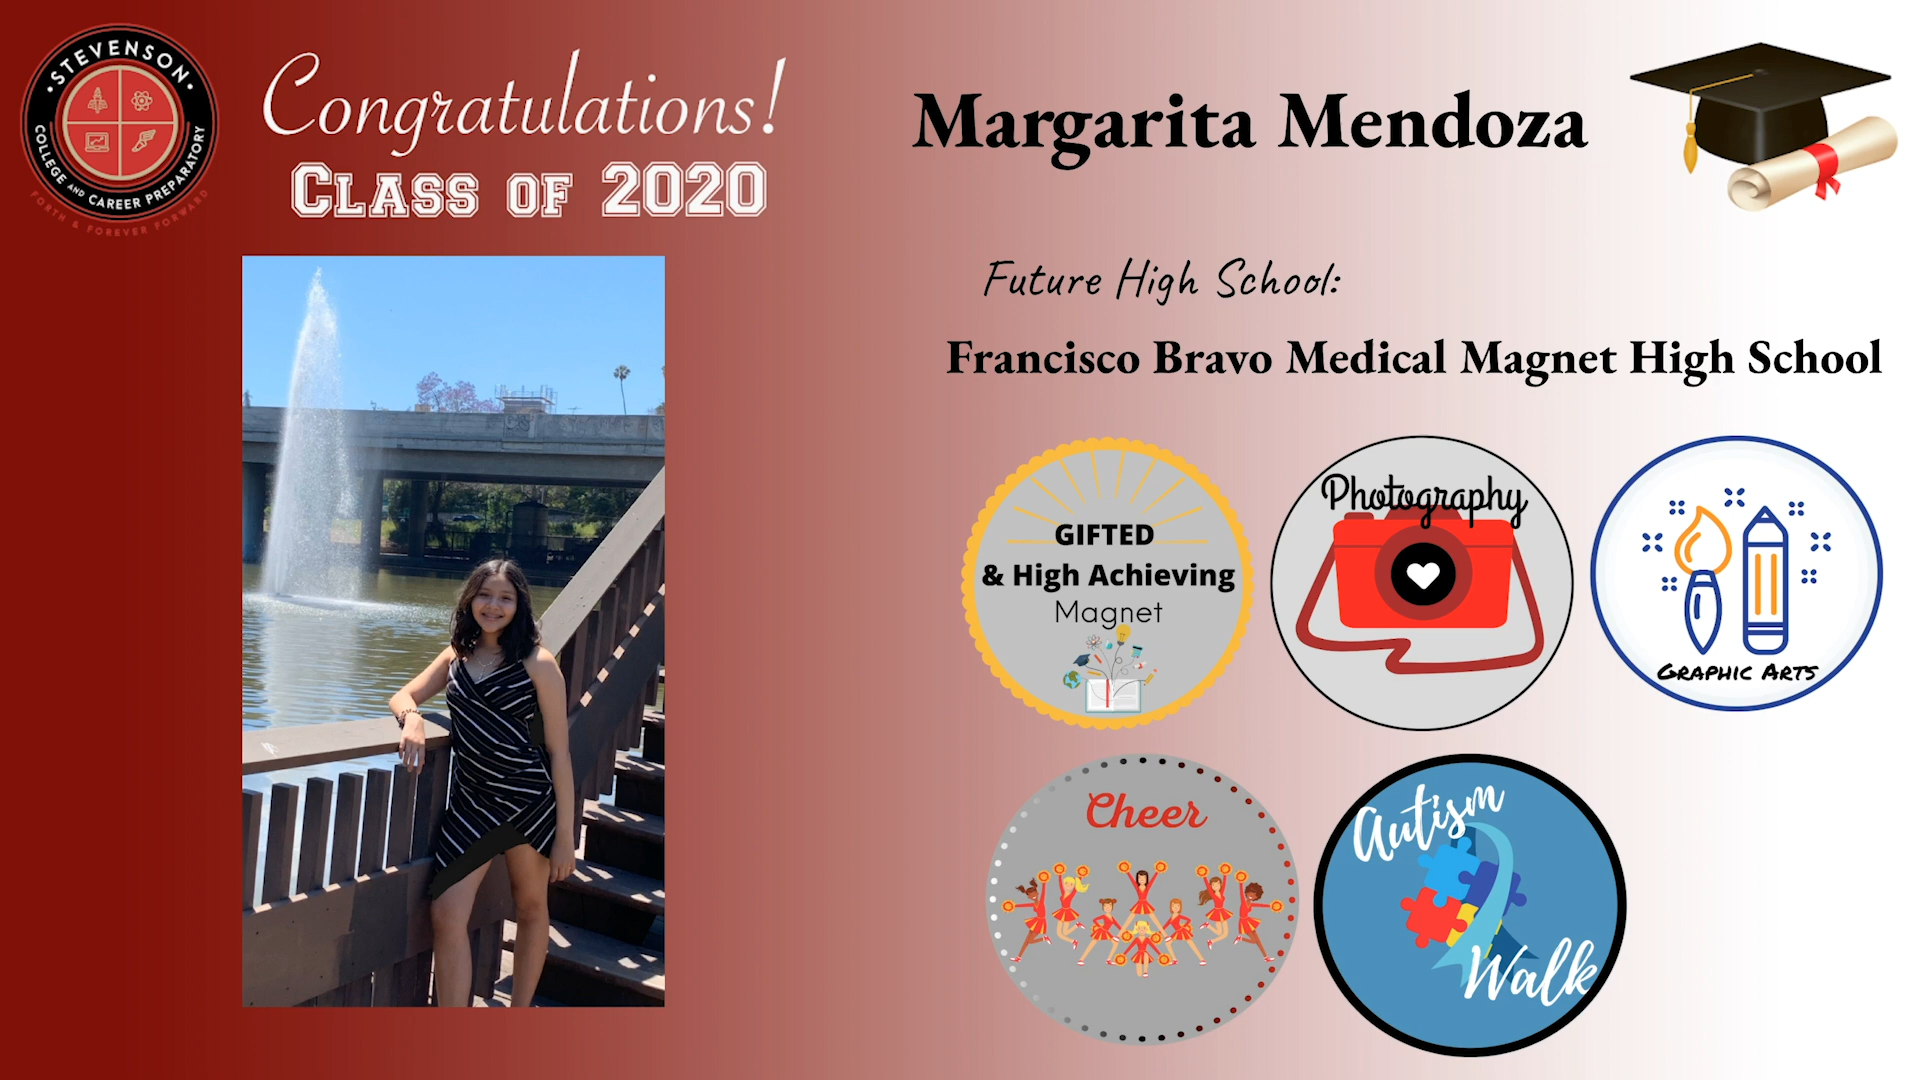 STEVENSON
COLLEGE AND CAREER PREPARATORY
FORTH & FOREVER FORWARD
Congratulations!
CLASS OF 2020
Margarita Mendoza
Future High School:
Francisco Bravo Medical Magnet High School
GIFTED
& High Achieving
Magnet
Photography
GRAPHIC ARTS
Cheer
Autism
Walk